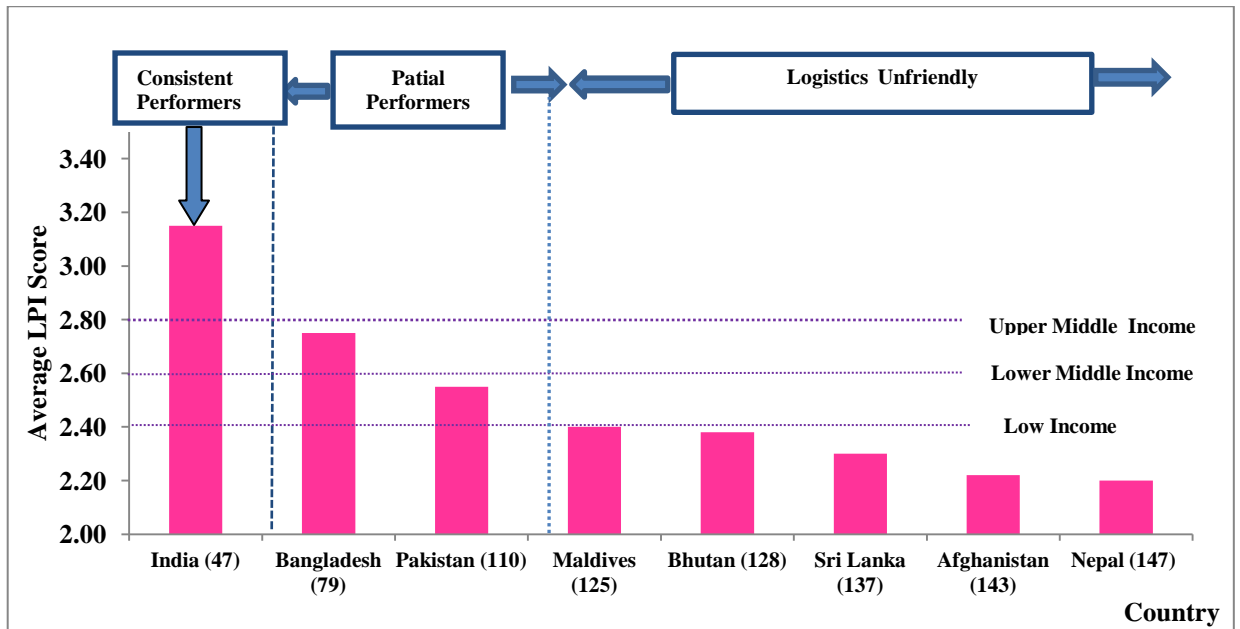 Consistent
Performers
Patial
Performers
Logistics Unfriendly
Average LPI Score
3.40
3.20
3.00
2.80
2.60
2.40
2.20
2.00
Upper Middle Income
Lower Middle Income
Low Income
India (47)
Bangladesh
(79)
Pakistan (110)
Maldives
(125)
Bhutan (128)
Sri Lanka
(137)
Afghanistan
(143)
Nepal (147)
Country